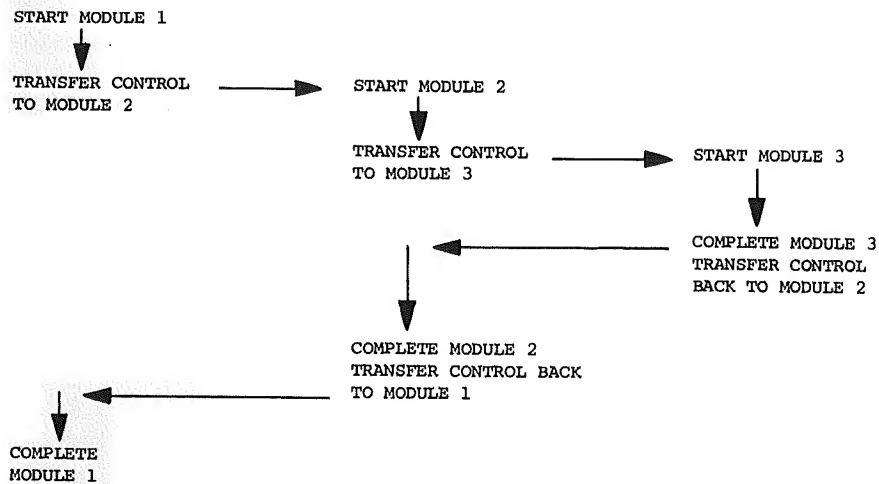 START MODULE 1
TRANSFER CONTROL
TO MODULE 2
START MODULE 2
TRANSFER CONTROL
TO MODULE 3
START MODULE 3
COMPLETE MODULE 3
TRANSFER CONTROL
BACK TO MODULE 2
COMPLETE MODULE 2
TRANSFER CONTROL BACK
TO MODULE 1
COMPLETE
MODULE 1